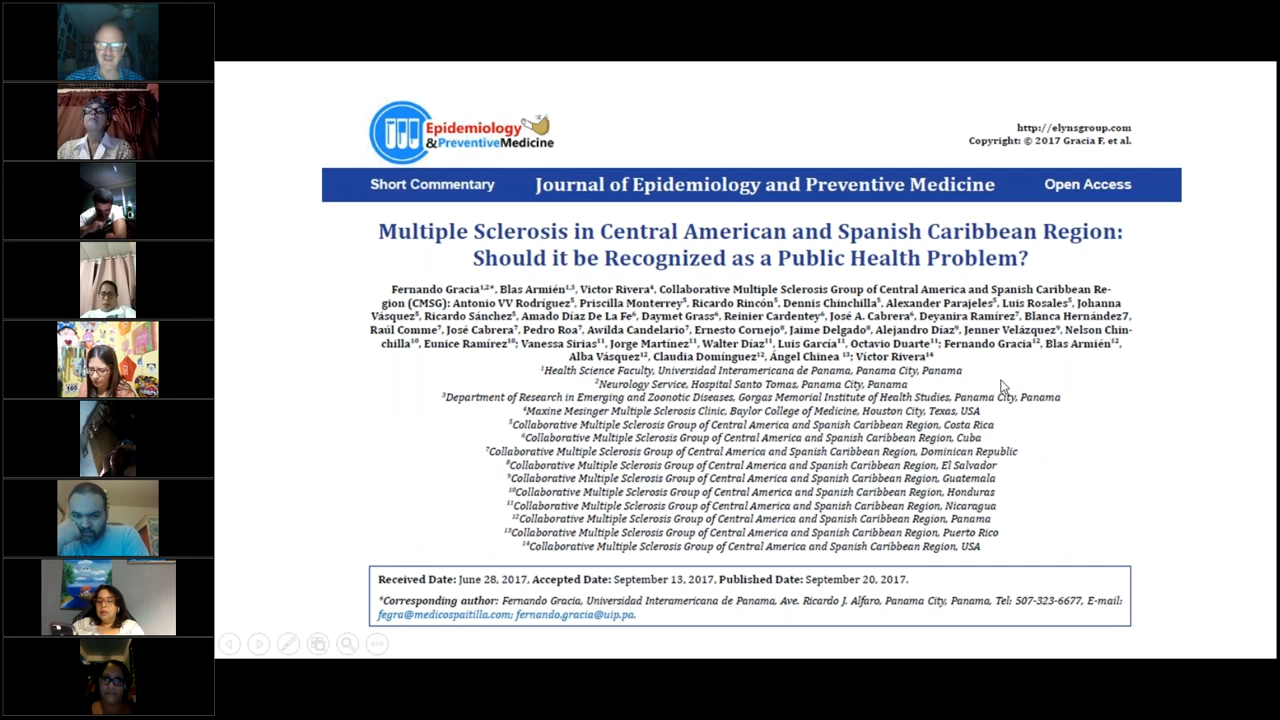 Epidemiology
&PreventiveMedicine
http://elynsgroup.com
Copyright: © 2017 Gracia F, et al.
Short Commentary Journal of Epidemiology and Preventive Medicine Open Access
Multiple Sclerosis in Central American and Spanish Caribbean Region:
Should it be Recognized as a Public Health Problem?
Fernando Gracia1,2*, Blas Armién1,3, Victor Rivera4, Collaborative Multiple Sclerosis Group of Central America and Spanish Caribbean Re-
gion (CMSG): Antonio VV Rodríguez5, Priscilla Monterrey5, Ricardo Rincón5, Dennis Chinchilla5, Alexander Parajeles5, Luis Rosales5, Johanna
Vásquez5, Ricardo Sánchez5, Amado Díaz De La Fe6, Daymet Grass6, Reinier Cardentey6, José A. Cabrera6, Deyanira Ramírez7, Blanca Hernández7,
Raúl Comme7, José Cabrera7, Pedro Roa7, Awilda Candelario7, Ernesto Cornejo8, Jaime Delgado8, Alejandro Díaz9, Jenner Velázquez9, Nelson Chin-
chilla10, Eunice Ramírez10; Vanessa Sirias11, Jorge Martínez11, Walter Díaz11, Luis García11, Octavio Duarte11; Fernando Gracia12, Blas Armién12,
Alba Vásquez12, Claudia Domínguez12, Ángel Chinea 13; Víctor Rivera14
1Health Science Faculty, Universidad Interamericana de Panama, Panama City, Panama
2Neurology Service, Hospital Santo Tomas, Panama City, Panama
3Department of Research in Emerging and Zoonotic Diseases, Gorgas Memorial Institute of Health Studies, Panama City, Panama
4Maxine Mesinger Multiple Sclerosis Clinic, Baylor College of Medicine, Houston City, Texas, USA
5Collaborative Multiple Sclerosis Group of Central America and Spanish Caribbean Region, Costa Rica
6Collaborative Multiple Sclerosis Group of Central America and Spanish Caribbean Region, Cuba
7Collaborative Multiple Sclerosis Group of Central America and Spanish Caribbean Region, Dominican Republic
8Collaborative Multiple Sclerosis Group of Central America and Spanish Caribbean Region, El Salvador
9Collaborative Multiple Sclerosis Group of Central America and Spanish Caribbean Region, Guatemala
10Collaborative Multiple Sclerosis Group of Central America and Spanish Caribbean Region, Honduras
11Collaborative Multiple Sclerosis Group of Central America and Spanish Caribbean Region, Nicaragua
12Collaborative Multiple Sclerosis Group of Central America and Spanish Caribbean Region, Panama
13Collaborative Multiple Sclerosis Group of Central America and Spanish Caribbean Region, Puerto Rico
14Collaborative Multiple Sclerosis Group of Central America and Spanish Caribbean Region, USA
Received Date: June 28, 2017, Accepted Date: September 13, 2017, Published Date: September 20, 2017.
*Corresponding author: Fernando Gracia, Universidad Interamericana de Panama, Ave. Ricardo J. Alfaro, Panama City, Panama, Tel: 507-323-6677, E-mail:
fegra@medicospaitilla.com; fernando.gracia@uip.pa.